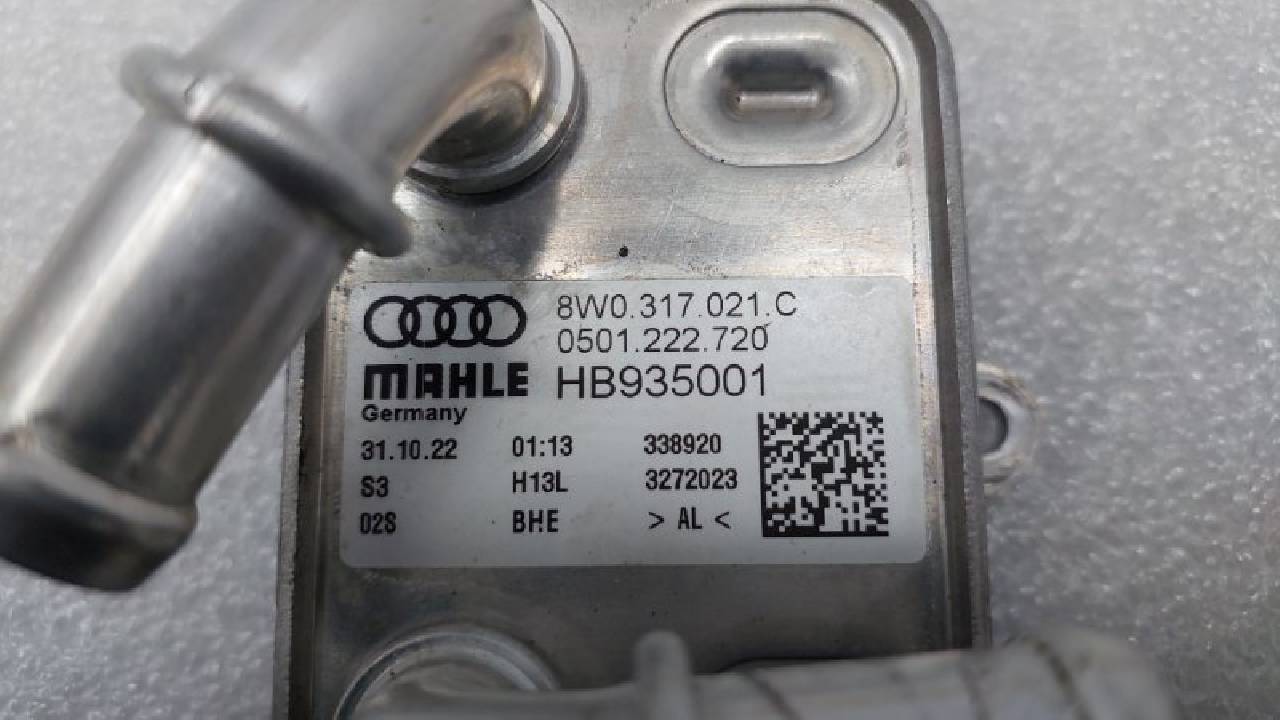 8W0.317.021.C
0501.222.720
MAHLE HB935001
Germany
31.10.22 01:13 338920
S3 H13L 3272023
02S BHE > AL <